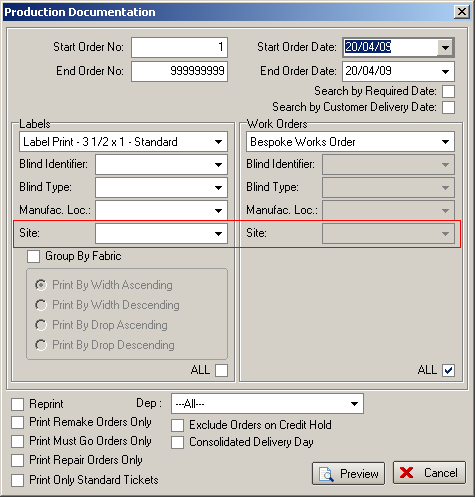 Production Documentation
Start Order No: 1 Start Order Date: 20/04/09
End Order No: 999999999 End Order Date: 20/04/09
Search by Required Date:
Search by Customer Delivery Date:
Labels Work Orders
Label Print - 3 1/2 x 1 - Standard Bespoke Works Order
Blind Identifier: Blind Identifier:
Blind Type: Blind Type:
Manufac. Loc.: Manufac. Loc.:
Site: Site:
Group By Fabric
Print By Width Ascending
Print By Width Descending
Print By Drop Ascending
Print By Drop Descending
ALL ALL
Reprint Dep : ---All---
Print Remake Orders Only Exclude Orders on Credit Hold
Print Must Go Orders Only Consolidated Delivery Day
Print Repair Orders Only
Print Only Standard Tickets
Preview Cancel